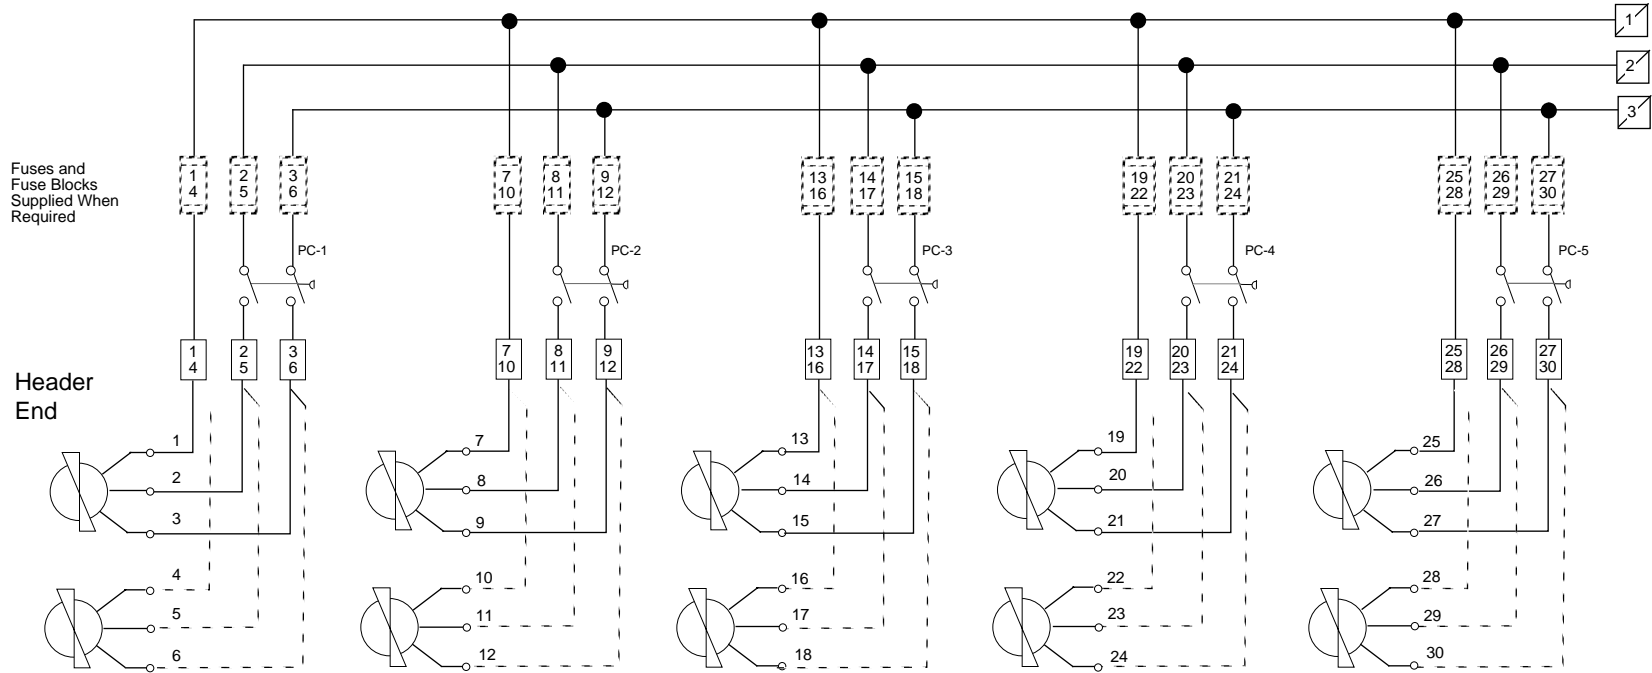 1
2
3
Fuses and
Fuse Blocks
Supplied When
Required
1 2 3 7 8 9 13 14 15 19 20 21 25 26 27
4 5 6 10 11 12 16 17 18 22 23 24 28 29 30
PC-1 PC-2 PC-3 PC-4 PC-5
1 2 3 7 8 9 13 14 15 19 20 21 25 26 27
4 5 6 10 11 12 16 17 18 22 23 24 28 29 30
Header
End
1 7 13 19 25
2 8 14 20 26
3 9 15 21 27
4 10 16 22 28
5 11 17 23 29
6 12 18 24 30